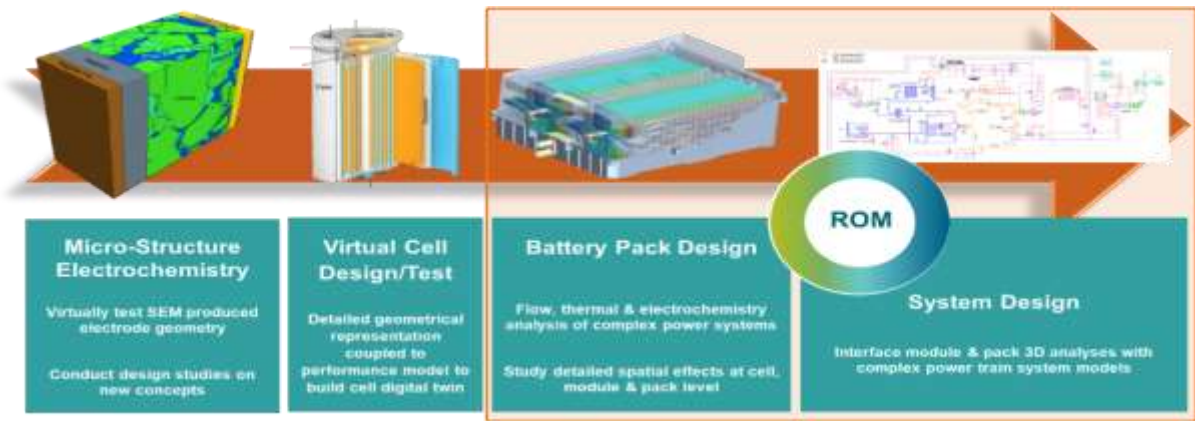 Micro-Structure
Electrochemistry
Virtually test SEM produced
electrode geometry
Conduct design studies on
new concepts
Virtual Cell
Design/Test
Detailed geometrical
representation
coupled to
performance model to
build cell digital twin
Battery Pack Design
Flow, thermal & electrochemistry
analysis of complex power systems
Study detailed spatial effects at cell,
module & pack level
ROM
System Design
Interface module & pack 3D analyses with
complex power train system models